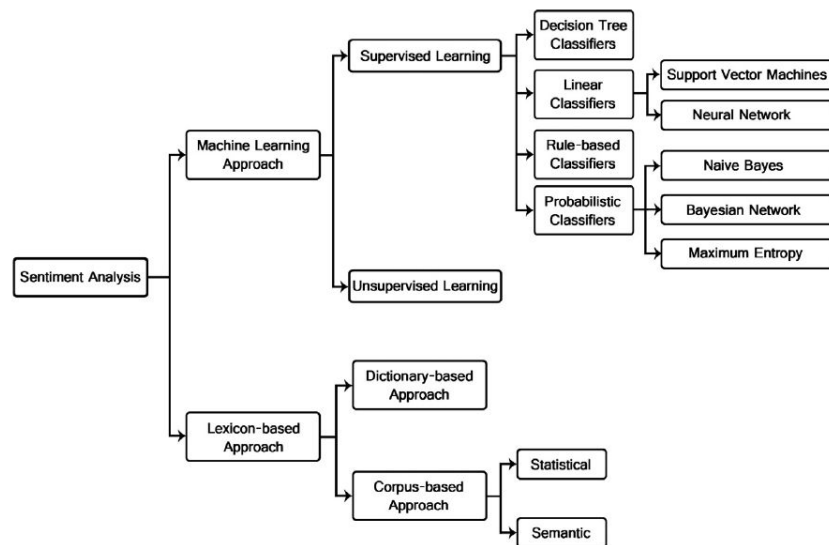 Sentiment Analysis
Machine Learning
Approach
Supervised Learning
Decision Tree
Classifiers
Linear
Classifiers
Support Vector Machines
Neural Network
Rule-based
Classifiers
Probabilistic
Classifiers
Naive Bayes
Bayesian Network
Maximum Entropy
Unsupervised Learning
Lexicon-based
Approach
Dictionary-based
Approach
Corpus-based
Approach
Statistical
Semantic